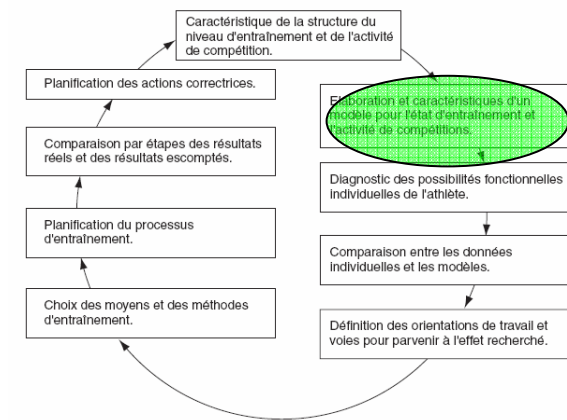 Caractéristique de la structure du
niveau d'entraînement et de l'activité
de compétition.
Elaboration et caractéristiques d'un
modèle pour l'état d'entraînement et
l'activité de compétitions.
Diagnostic des possibilités fonctionnelles
individuelles de l'athlète.
Comparaison entre les données
individuelles et les modèles.
Définition des orientations de travail et
voies pour parvenir à l'effet recherché.
Choix des moyens et des méthodes
d'entraînement.
Planification du processus
d'entraînement.
Comparaison par étapes des résultats
réels et des résultats escomptés.
Planification des actions correctrices.